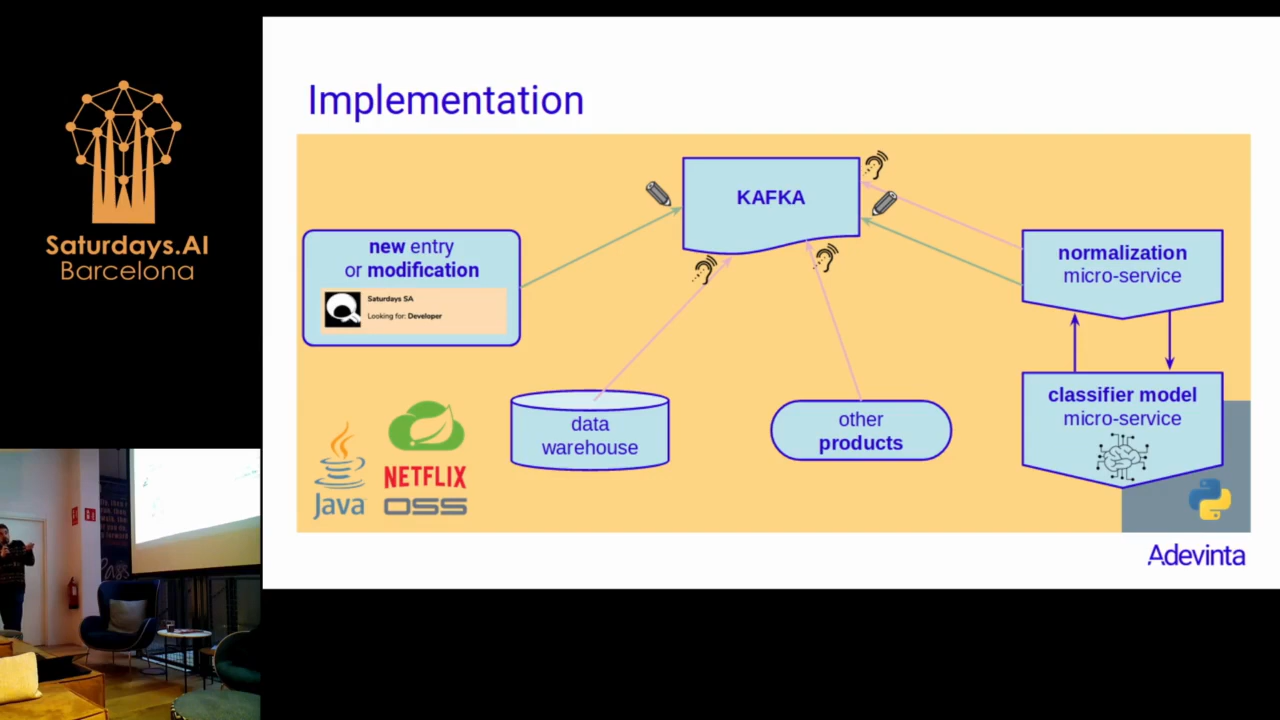 Saturdays.AI
Barcelona
Implementation
KAFKA
new entry
or modification
Saturdays SA
Looking for: Developer
normalization
micro-service
classifier model
micro-service
data
warehouse
other
products
Java
NETFLIX
OSS
Adevinta